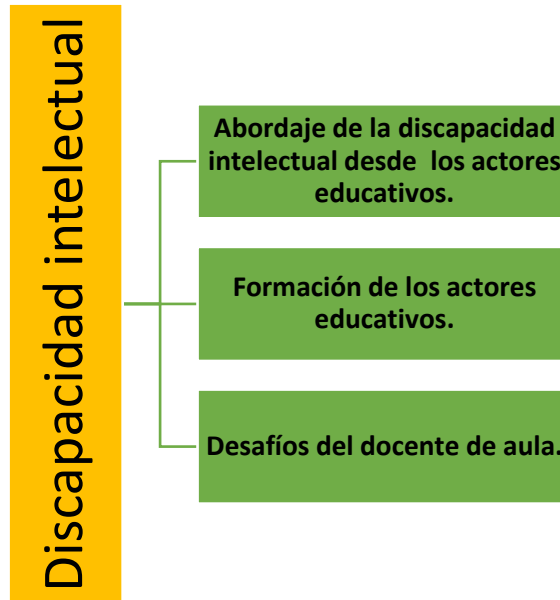 Discapacidad intelectual
Abordaje de la discapacidad
intelectual desde los actores
educativos.
Formación de los actores
educativos.
Desafíos del docente de aula.